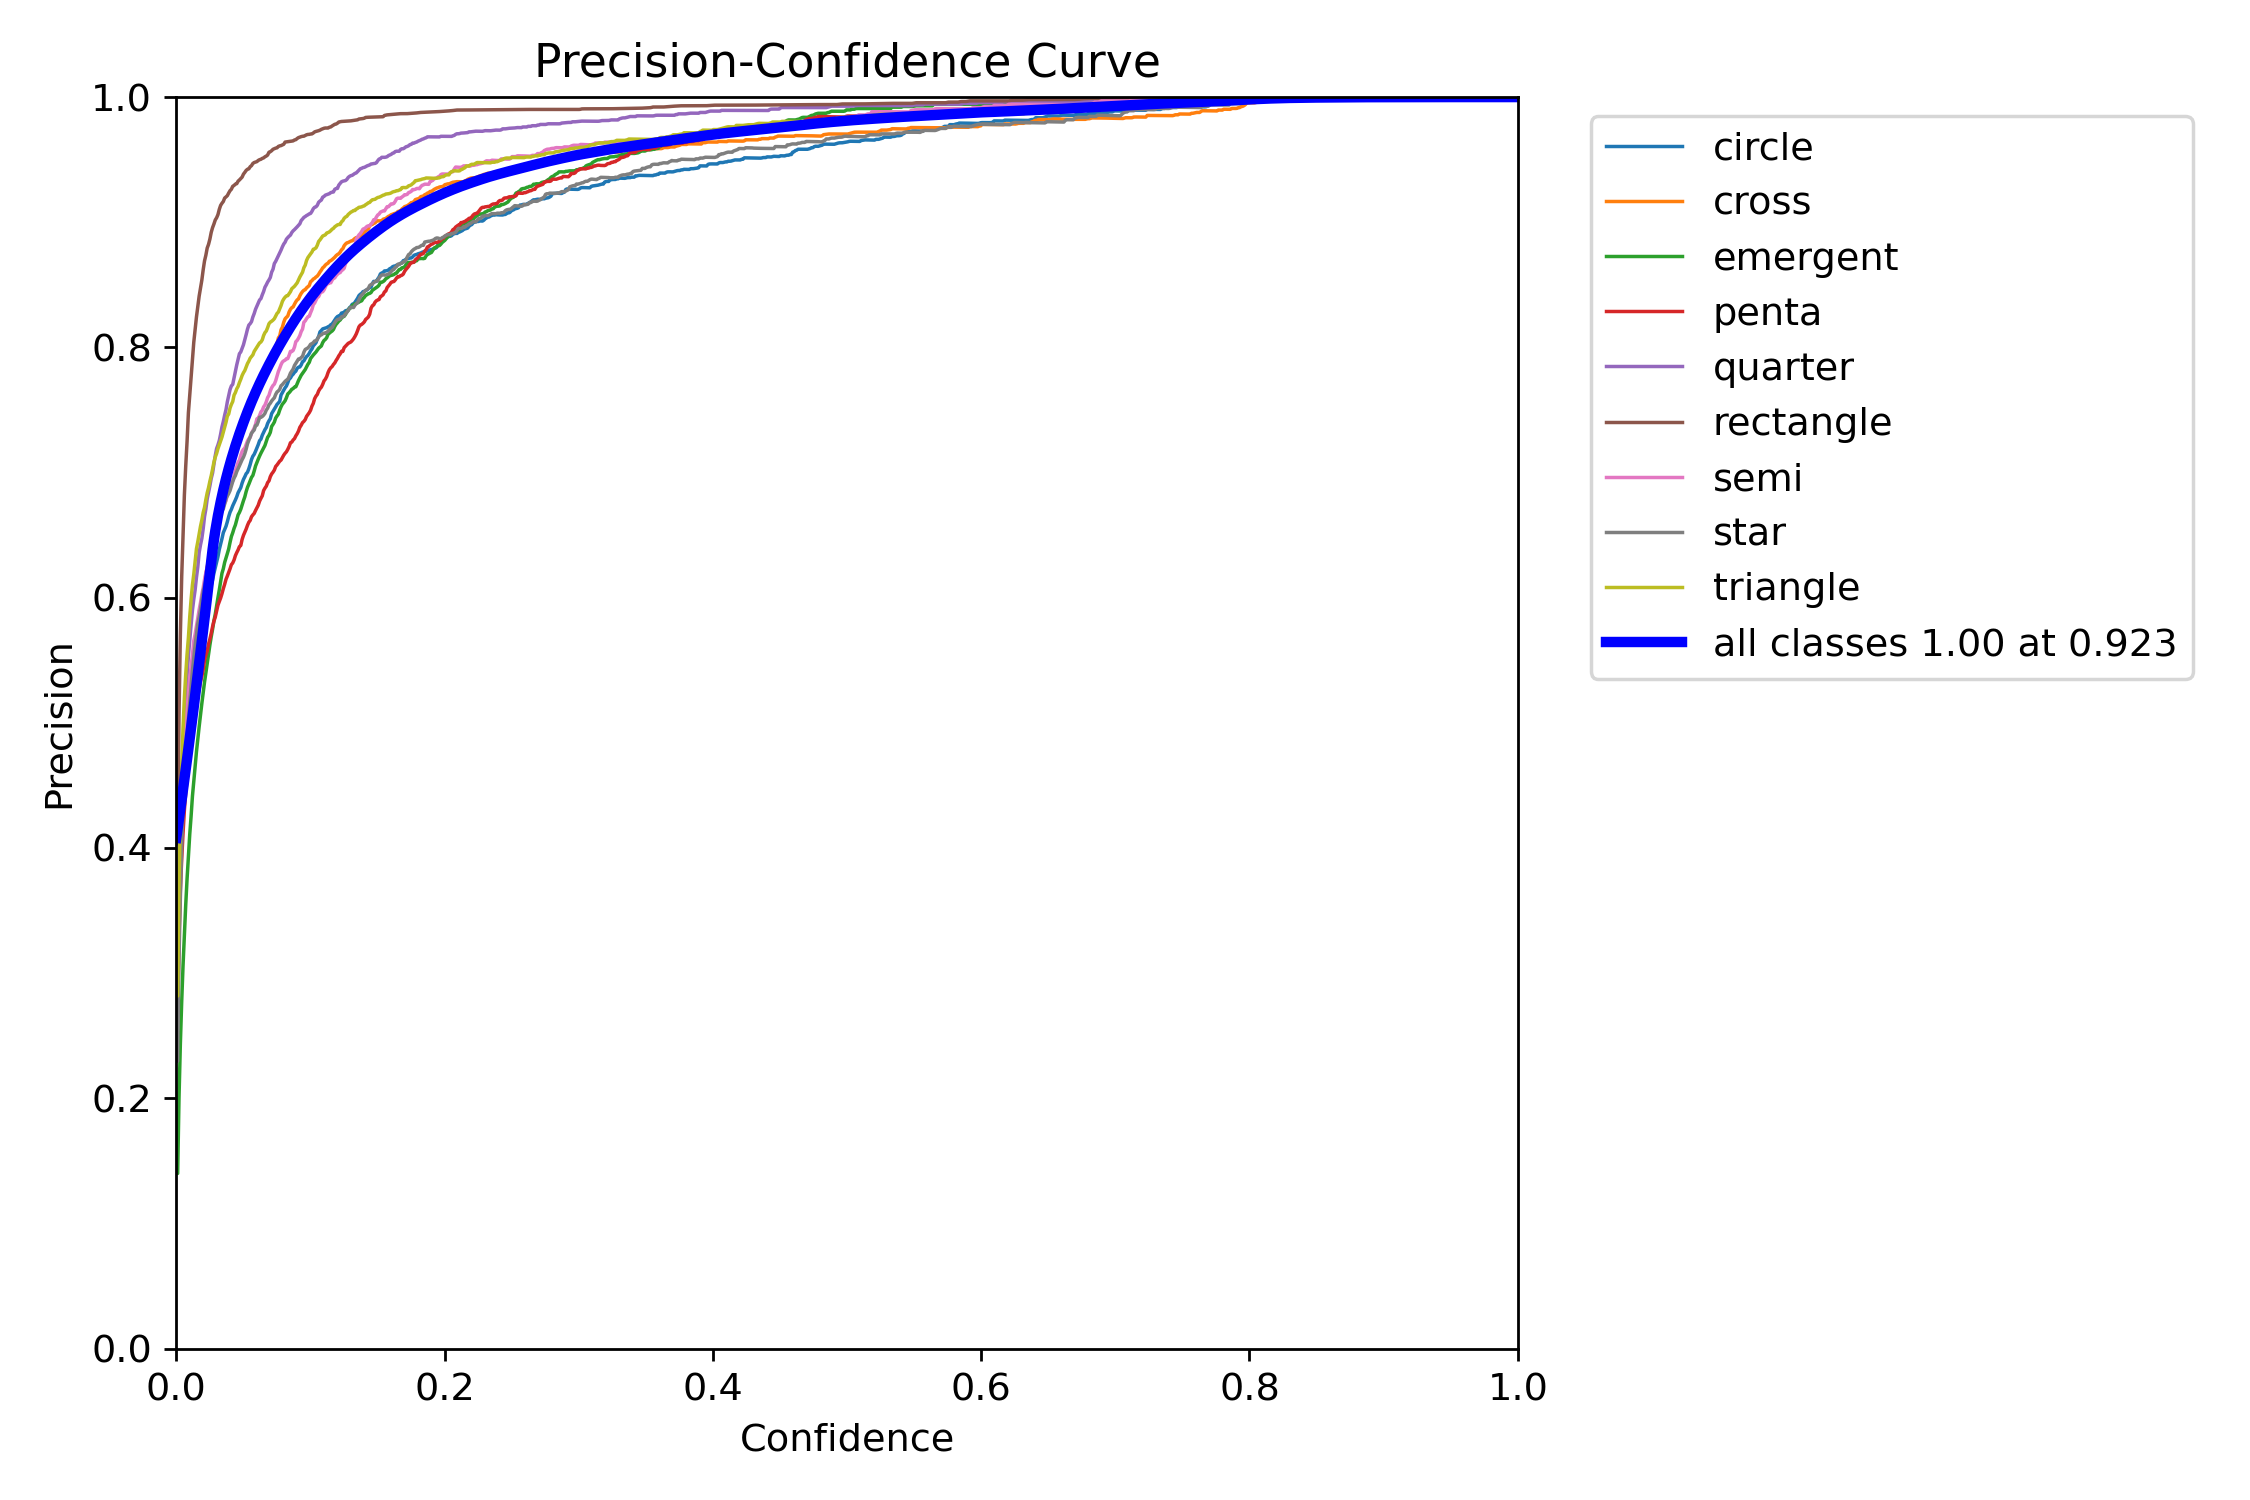 Precision-Confidence Curve
1.0
0.8
0.6
0.4
0.2
0.0
Precision
0.0 0.2 0.4 0.6 0.8 1.0
Confidence
circle
cross
emergent
penta
quarter
rectangle
semi
star
triangle
all classes 1.00 at 0.923